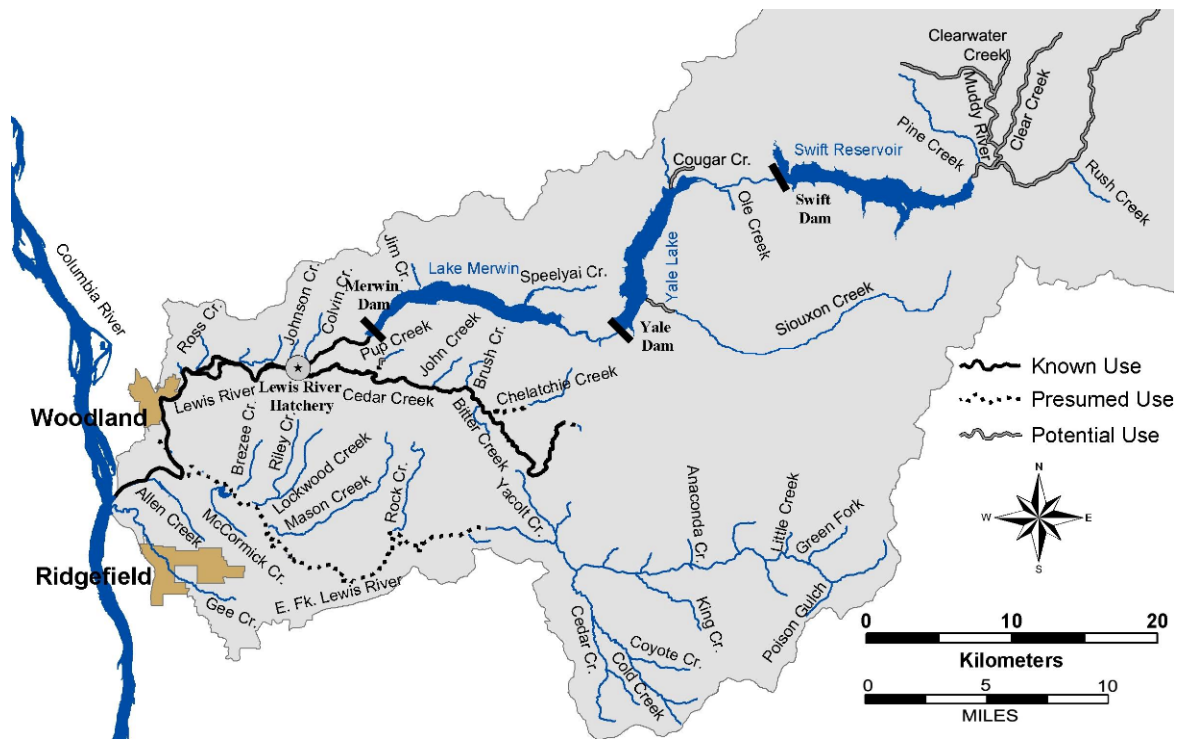 Clearwater
Creek
Muddy River
Clear Creek
Pine Creek
Rush Creek
Swift Reservoir
Cougar Cr.
Swift
Dam
Ole Creek
Yale Lake
Columbia River
Jim Cr.
Lake Merwin
Speelyai Cr.
Merwin
Dam
Johnson Cr.
Colvin Cr.
Ross Cr.
Siouxon Creek
Yale
Dam
Pup Creek
John Creek
Brush Cr.
Chelatchie Creek
Known Use
Presumed Use
Potential Use
Woodland
Lewis River
Lewis River
Hatchery
Cedar Creek
Bitter Creek
Brezee Cr.
Riley Cr.
Lockwood Creek
Mason Creek
Rock Cr.
Yacolt Cr.
Allen Creek
McCormick Cr.
Ridgefield
Gee Cr.
E. Fk. Lewis River
Anaconda Cr.
Little Creek
Green Fork
King Cr.
Poison Gulch
Cedar Cr.
Coyote Cr.
Cold Creek
N
W
E
S
0 10 20
Kilometers
0 5 10
MILES